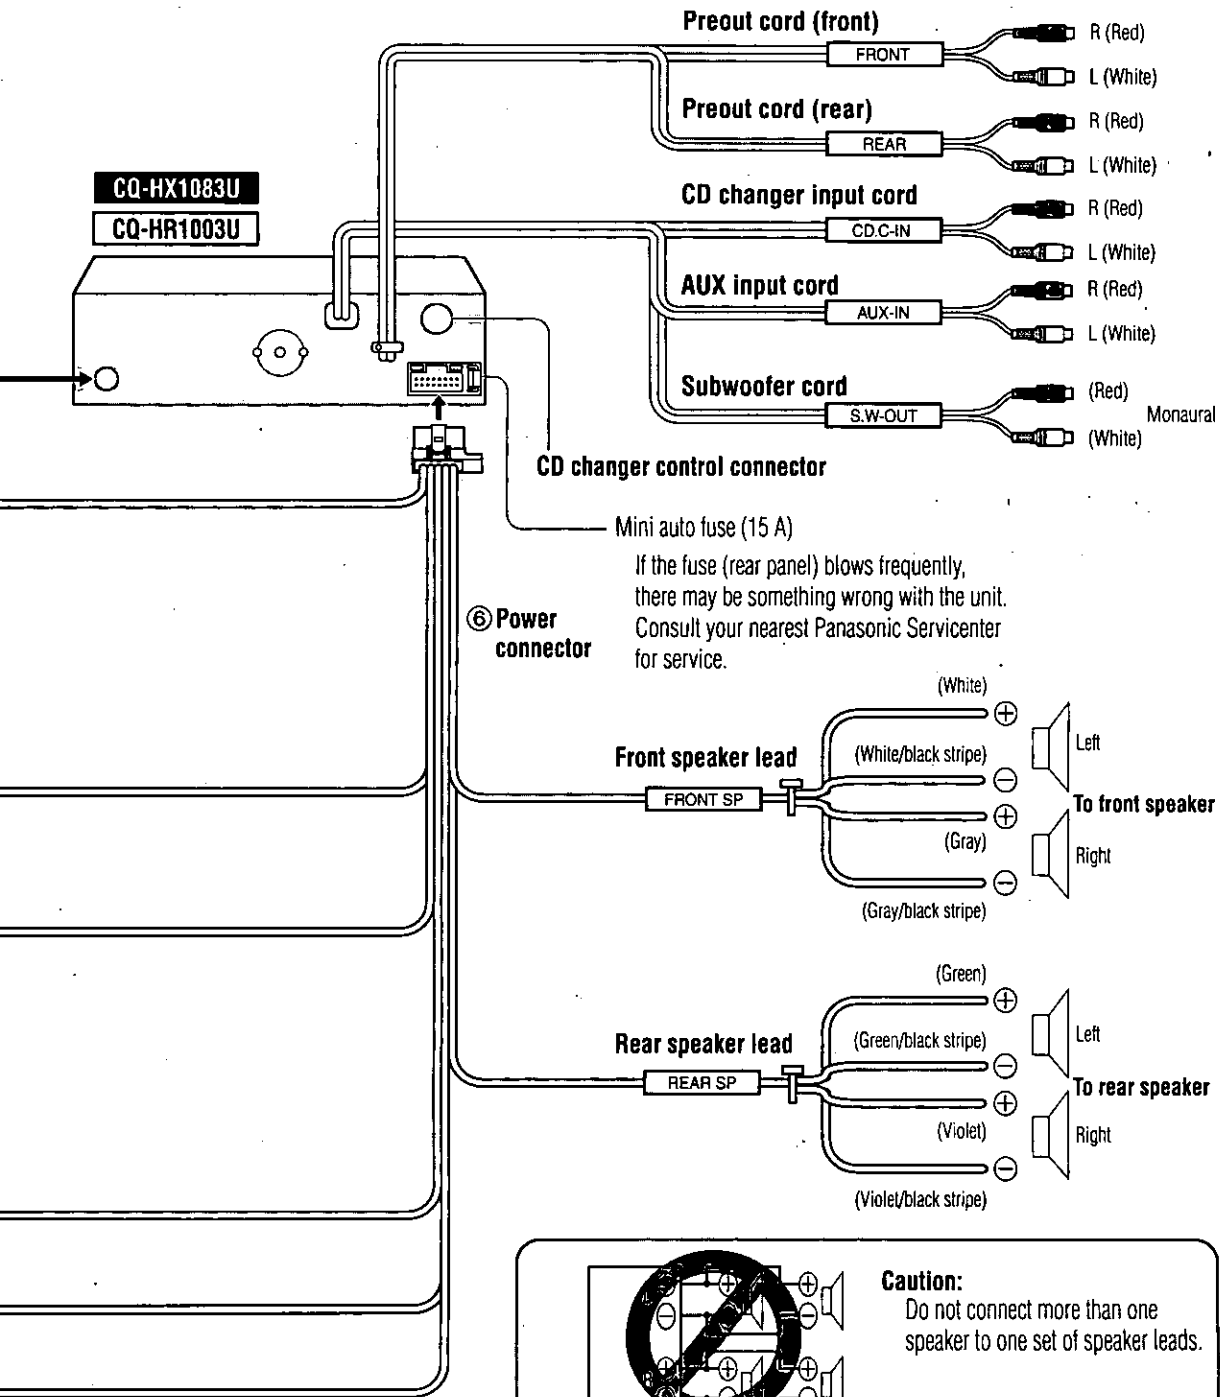 Preout cord (front)
FRONT
R (Red)
L (White)
Preout cord (rear)
REAR
R (Red)
L (White)
CQ-HX1083U
CQ-HR1003U
CD changer input cord
CD.C-IN
R (Red)
L (White)
AUX input cord
AUX-IN
R (Red)
L (White)
Subwoofer cord
S.W-OUT
(Red)
Monaural
(White)
CD changer control connector
Mini auto fuse (15 A)
If the fuse (rear panel) blows frequently,
there may be something wrong with the unit.
Consult your nearest Panasonic Servicenter
for service.
⑥ Power
connector
(White)
+
Left
Front speaker lead
(White/black stripe)
−
FRONT SP
To front speaker
+
(Gray)
Right
−
(Gray/black stripe)
(Green)
+
Left
Rear speaker lead
(Green/black stripe)
−
REAR SP
To rear speaker
+
(Violet)
Right
−
(Violet/black stripe)
Caution:
Do not connect more than one
speaker to one set of speaker leads.